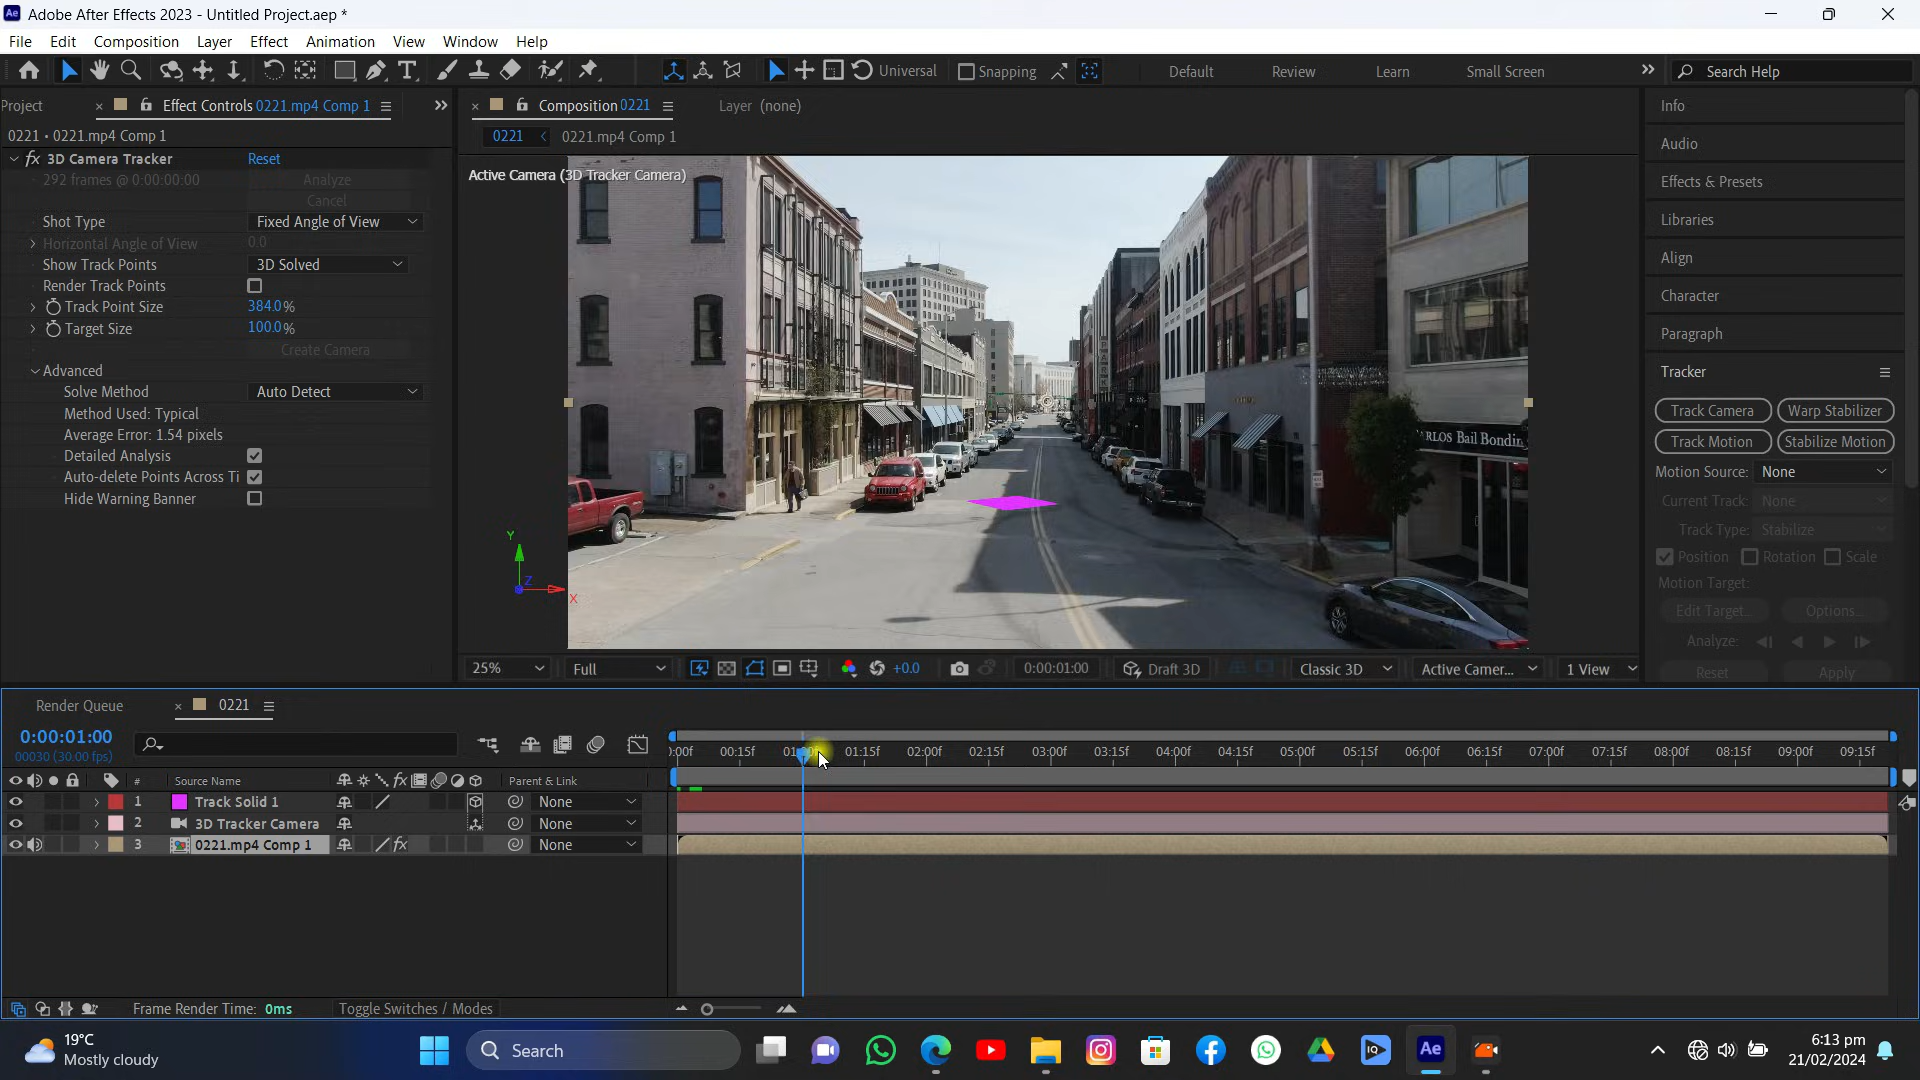 Adobe After Effects 2023 - Untitled Project.aep *
File Edit Composition Layer Effect Animation View Window Help
Universal Snapping Default Review Learn Small Screen Search Help
Project Effect Controls 0221.mp4 Comp 1 Composition 0221 Layer (none)
0221 • 0221.mp4 Comp 1
0221 0221.mp4 Comp 1
fx 3D Camera Tracker Reset
292 frames @ 0:00:00:00 Analyze
Cancel
Shot Type Fixed Angle of View
Horizontal Angle of View 0.0
Show Track Points 3D Solved
Render Track Points
Track Point Size 384.0%
Target Size 100.0%
Create Camera
Advanced
Solve Method Auto Detect
Method Used: Typical
Average Error: 1.54 pixels
Detailed Analysis
Auto-delete Points Across Ti
Hide Warning Banner
Active Camera (3D Tracker Camera)
ARLOS Bail Bondin
Y
Z
X
25% Full +0.0 0:00:01:00 Draft 3D Classic 3D Active Camer... 1 View
Info
Audio
Effects & Presets
Libraries
Align
Character
Paragraph
Tracker
Track Camera Warp Stabilizer
Track Motion Stabilize Motion
Motion Source: None
Current Track: None
Track Type: Stabilize
Position Rotation Scale
Motion Target:
Edit Target... Options...
Analyze:
Reset Apply
Render Queue 0221
0:00:01:00
00030 (30.00 fps)
):00f 00:15f 01:00f 01:15f 02:00f 02:15f 03:00f 03:15f 04:00f 04:15f 05:00f 05:15f 06:00f 06:15f 07:00f 07:15f 08:00f 08:15f 09:00f 09:15f
# Source Name fx Parent & Link
1 Track Solid 1 None
2 3D Tracker Camera None
3 0221.mp4 Comp 1 fx None
Frame Render Time: 0ms Toggle Switches / Modes
19°C
Mostly cloudy
Search
IQ
Ae
6:13 pm
21/02/2024